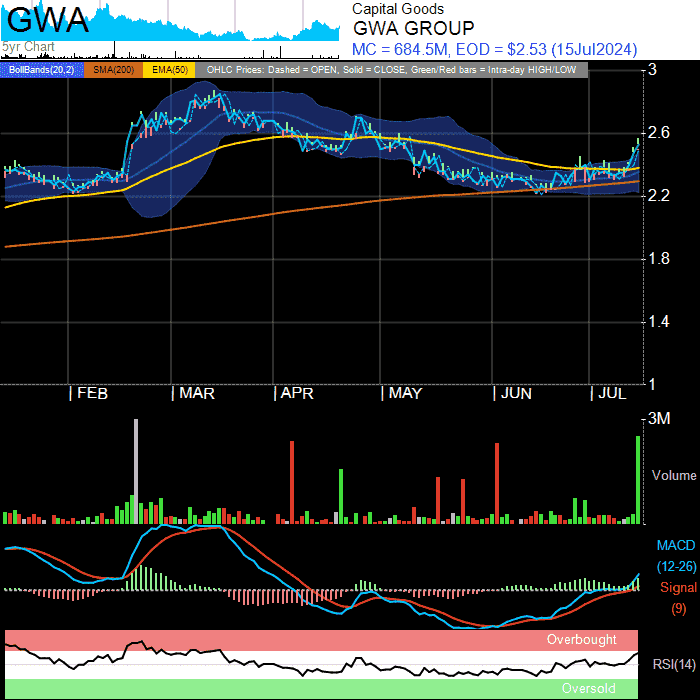 GWA
5yr Chart
Capital Goods
GWA GROUP
MC = 684.5M, EOD = $2.53 (15Jul2024)
BollBands(20,2) SMA(200) EMA(50) OHLC Prices: Dashed = OPEN, Solid = CLOSE, Green/Red bars = Intra-day HIGH/LOW
3
2.6
2.2
1.8
1.4
1
| FEB | MAR | APR | MAY | JUN | JUL
3M
Volume
MACD
(12-26)
Signal
(9)
Overbought
RSI(14)
Oversold